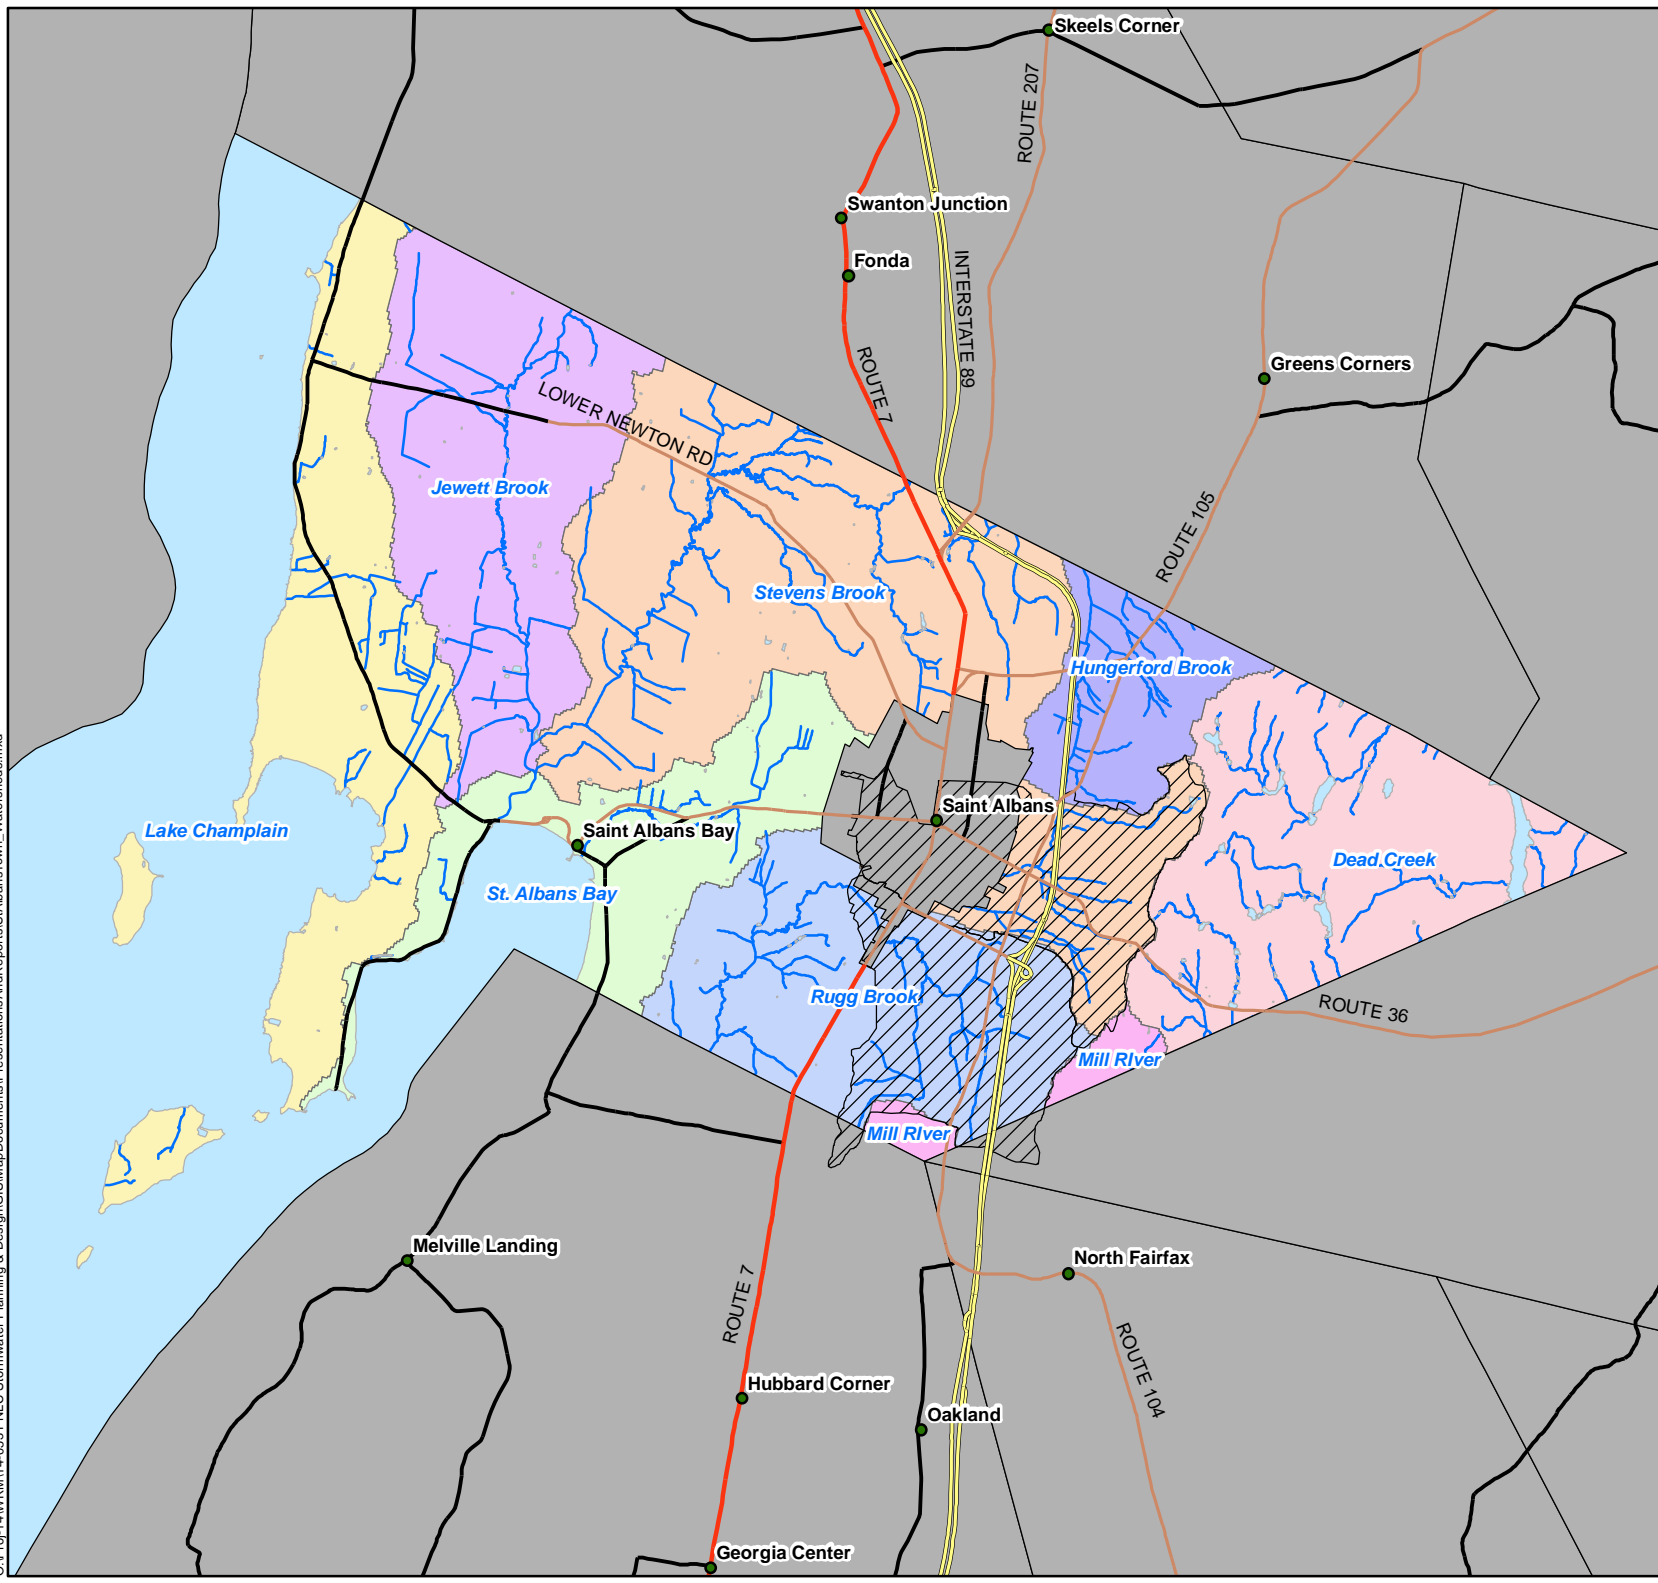 Skeels Corner
ROUTE 207
Swanton Junction
Fonda
INTERSTATE 89
ROUTE 7
Greens Corners
LOWER NEWTON RD
Jewett Brook
ROUTE 105
Stevens Brook
Hungerford Brook
Saint Albans
Lake Champlain
Saint Albans Bay
Dead Creek
St. Albans Bay
Rugg Brook
ROUTE 36
Mill RIver
Mill RIver
Melville Landing
North Fairfax
ROUTE 7
ROUTE 104
Hubbard Corner
Oakland
Georgia Center